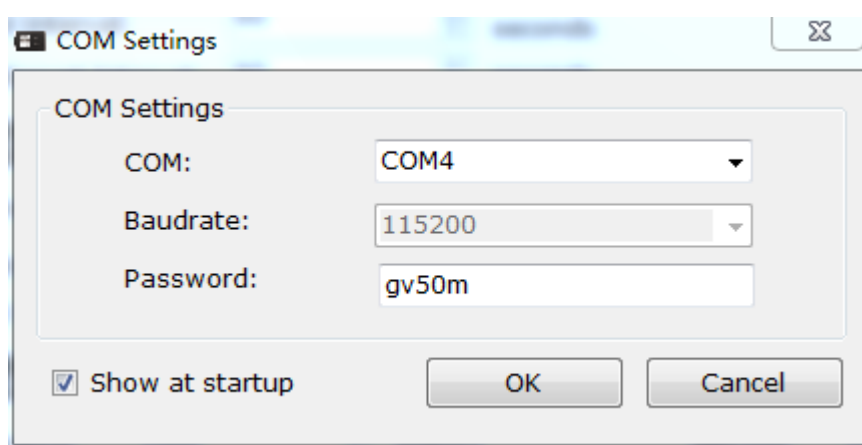 COM Settings
COM Settings
COM: COM4
Baudrate: 115200
Password: gv50m
Show at startup OK Cancel